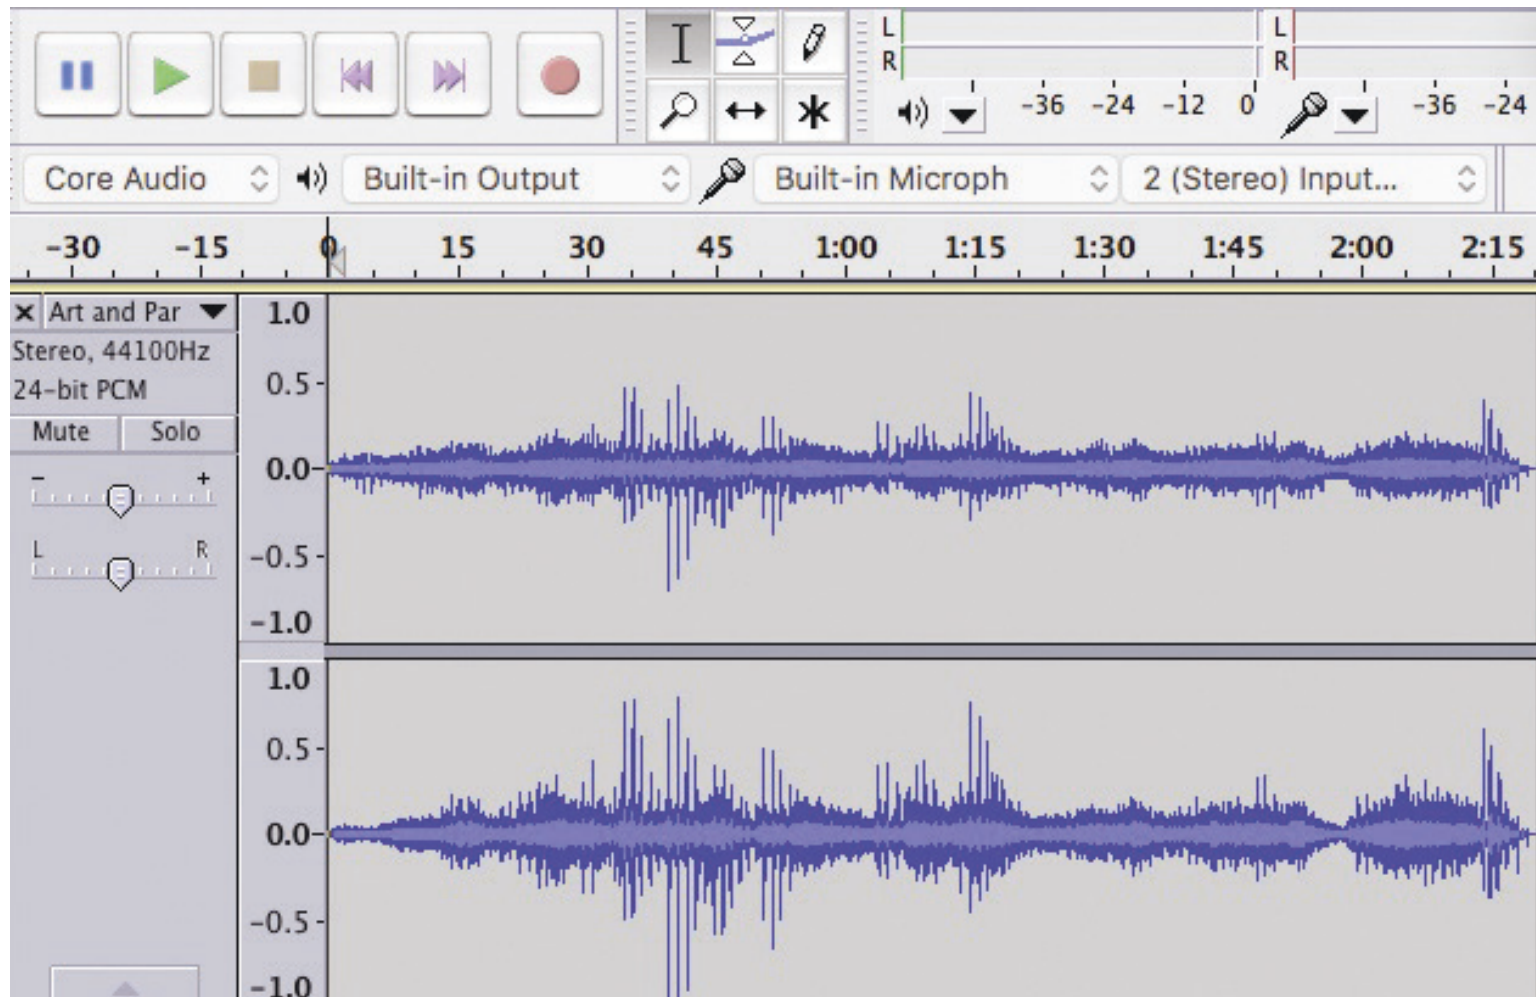 L L
R R
-36 -24 -12 0 -36 -24
Core Audio Built-in Output Built-in Microph 2 (Stereo) Input...
-30 -15 0 15 30 45 1:00 1:15 1:30 1:45 2:00 2:15
Art and Par 1.0
Stereo, 44100Hz
24-bit PCM 0.5
Mute Solo
- + 0.0
L R
-0.5
-1.0
1.0
0.5
0.0
-0.5
-1.0